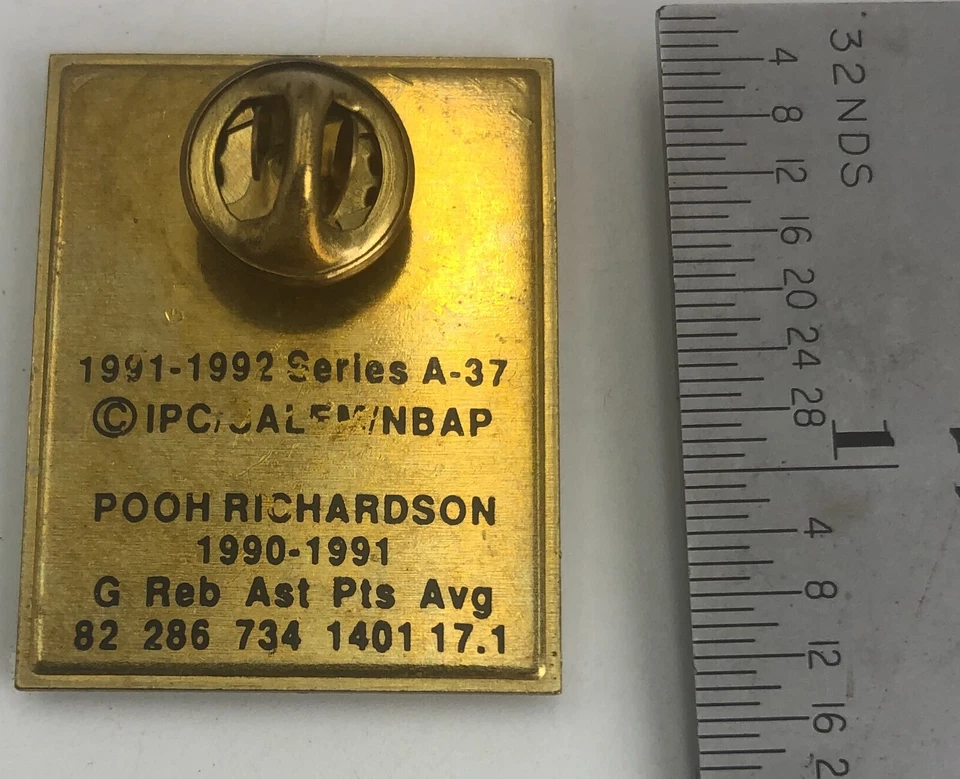 1991-1992 Series A-37
©IPC/SALEM/NBAP
POOH RICHARDSON
1990-1991
G Reb Ast Pts Avg
82 286 734 1401 17.1
32NDS
4
8
12
16
20
24
28
1
4
8
12
16